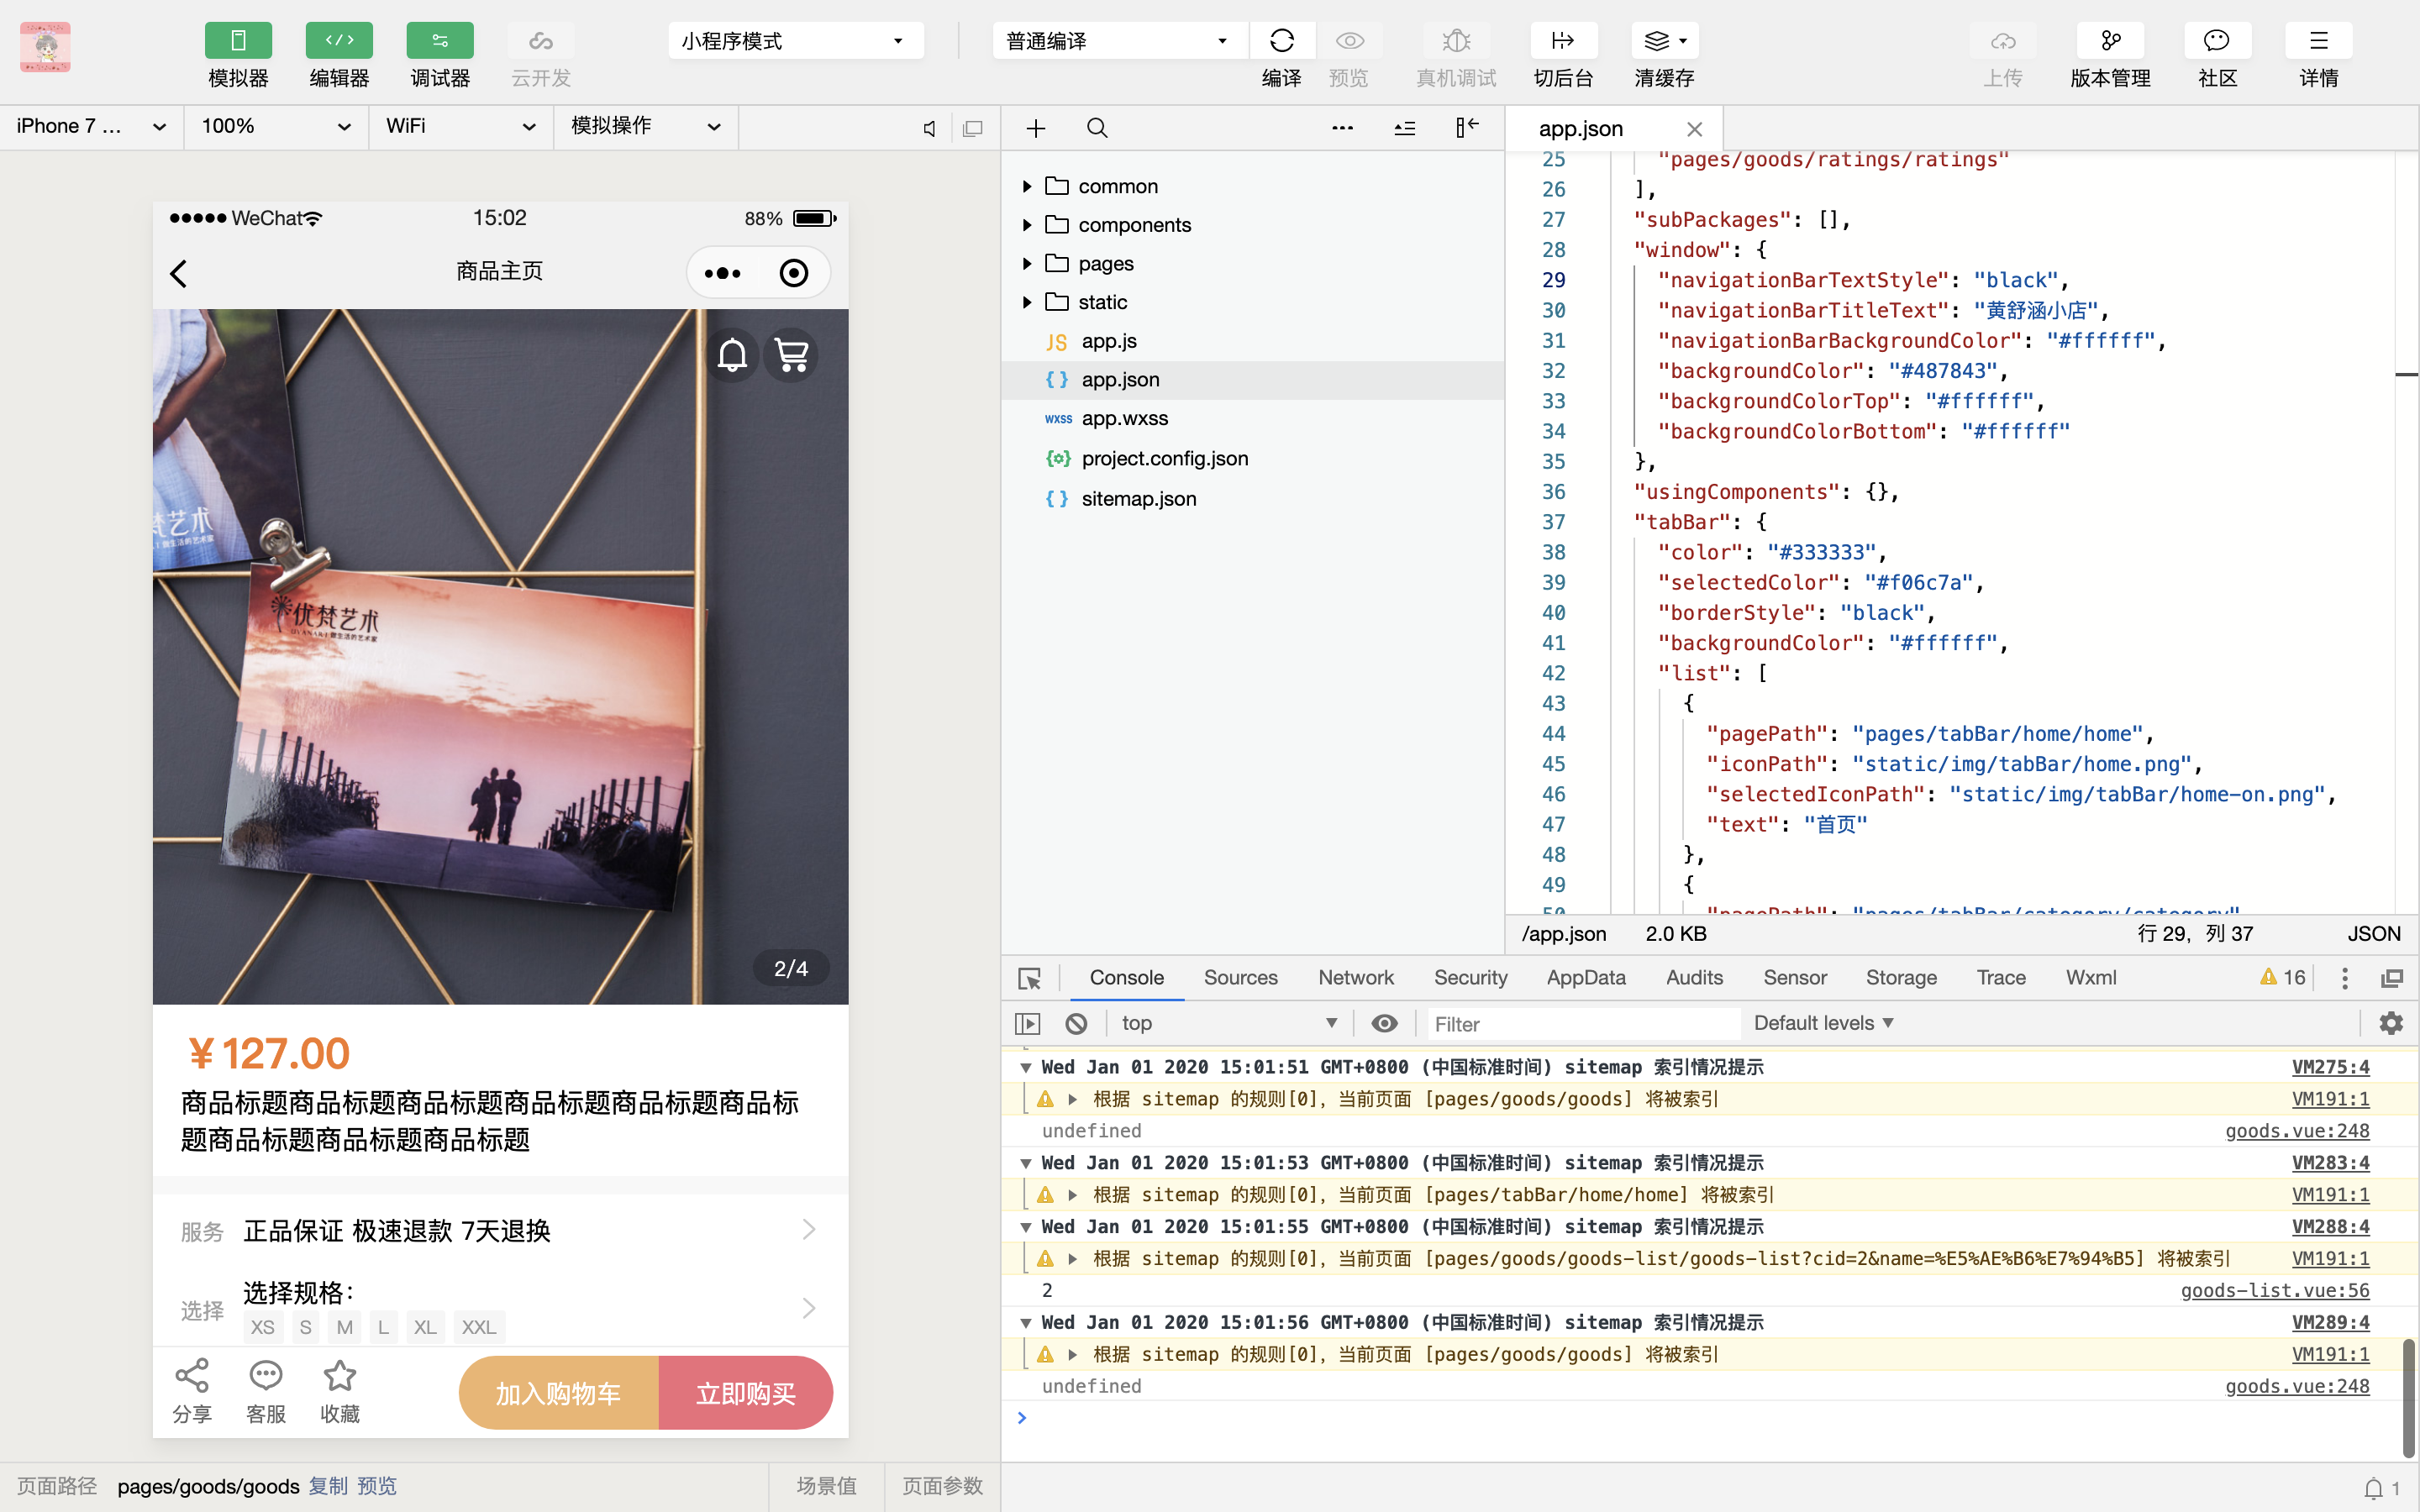 模拟器 编辑器 调试器 云开发 小程序模式 普通编译 编译 预览 真机调试 切后台 清缓存 上传 版本管理 社区 详情
iPhone 7 ... 100% WiFi 模拟操作
WeChat 15:02 88%
商品主页
优梵艺术
2/4
¥127.00
商品标题商品标题商品标题商品标题商品标题商品标
题商品标题商品标题商品标题
服务 正品保证 极速退款 7天退换
选择 选择规格：
XS S M L XL XXL
分享 客服 收藏 加入购物车 立即购买
页面路径 pages/goods/goods 复制 预览 场景值 页面参数
common
components
pages
static
JS app.js
{ } app.json
wxss app.wxss
project.config.json
{ } sitemap.json
app.json
25 "pages/goods/ratings/ratings"
26 ],
27 "subPackages": [],
28 "window": {
29 "navigationBarTextStyle": "black",
30 "navigationBarTitleText": "黄舒涵小店",
31 "navigationBarBackgroundColor": "#ffffff",
32 "backgroundColor": "#487843",
33 "backgroundColorTop": "#ffffff",
34 "backgroundColorBottom": "#ffffff"
35 },
36 "usingComponents": {},
37 "tabBar": {
38 "color": "#333333",
39 "selectedColor": "#f06c7a",
40 "borderStyle": "black",
41 "backgroundColor": "#ffffff",
42 "list": [
43 {
44 "pagePath": "pages/tabBar/home/home",
45 "iconPath": "static/img/tabBar/home.png",
46 "selectedIconPath": "static/img/tabBar/home-on.png",
47 "text": "首页"
48 },
49 {
50 "pagePath": "pages/tabBar/category/category"
/app.json 2.0 KB 行 29，列 37 JSON
Console Sources Network Security AppData Audits Sensor Storage Trace Wxml 16
top Filter Default levels
Wed Jan 01 2020 15:01:51 GMT+0800 (中国标准时间) sitemap 索引情况提示 VM275:4
根据 sitemap 的规则[0]，当前页面 [pages/goods/goods] 将被索引 VM191:1
undefined goods.vue:248
Wed Jan 01 2020 15:01:53 GMT+0800 (中国标准时间) sitemap 索引情况提示 VM283:4
根据 sitemap 的规则[0]，当前页面 [pages/tabBar/home/home] 将被索引 VM191:1
Wed Jan 01 2020 15:01:55 GMT+0800 (中国标准时间) sitemap 索引情况提示 VM288:4
根据 sitemap 的规则[0]，当前页面 [pages/goods/goods-list/goods-list?cid=2&name=%E5%AE%B6%E7%94%B5] 将被索引 VM191:1
2 goods-list.vue:56
Wed Jan 01 2020 15:01:56 GMT+0800 (中国标准时间) sitemap 索引情况提示 VM289:4
根据 sitemap 的规则[0]，当前页面 [pages/goods/goods] 将被索引 VM191:1
undefined goods.vue:248
1